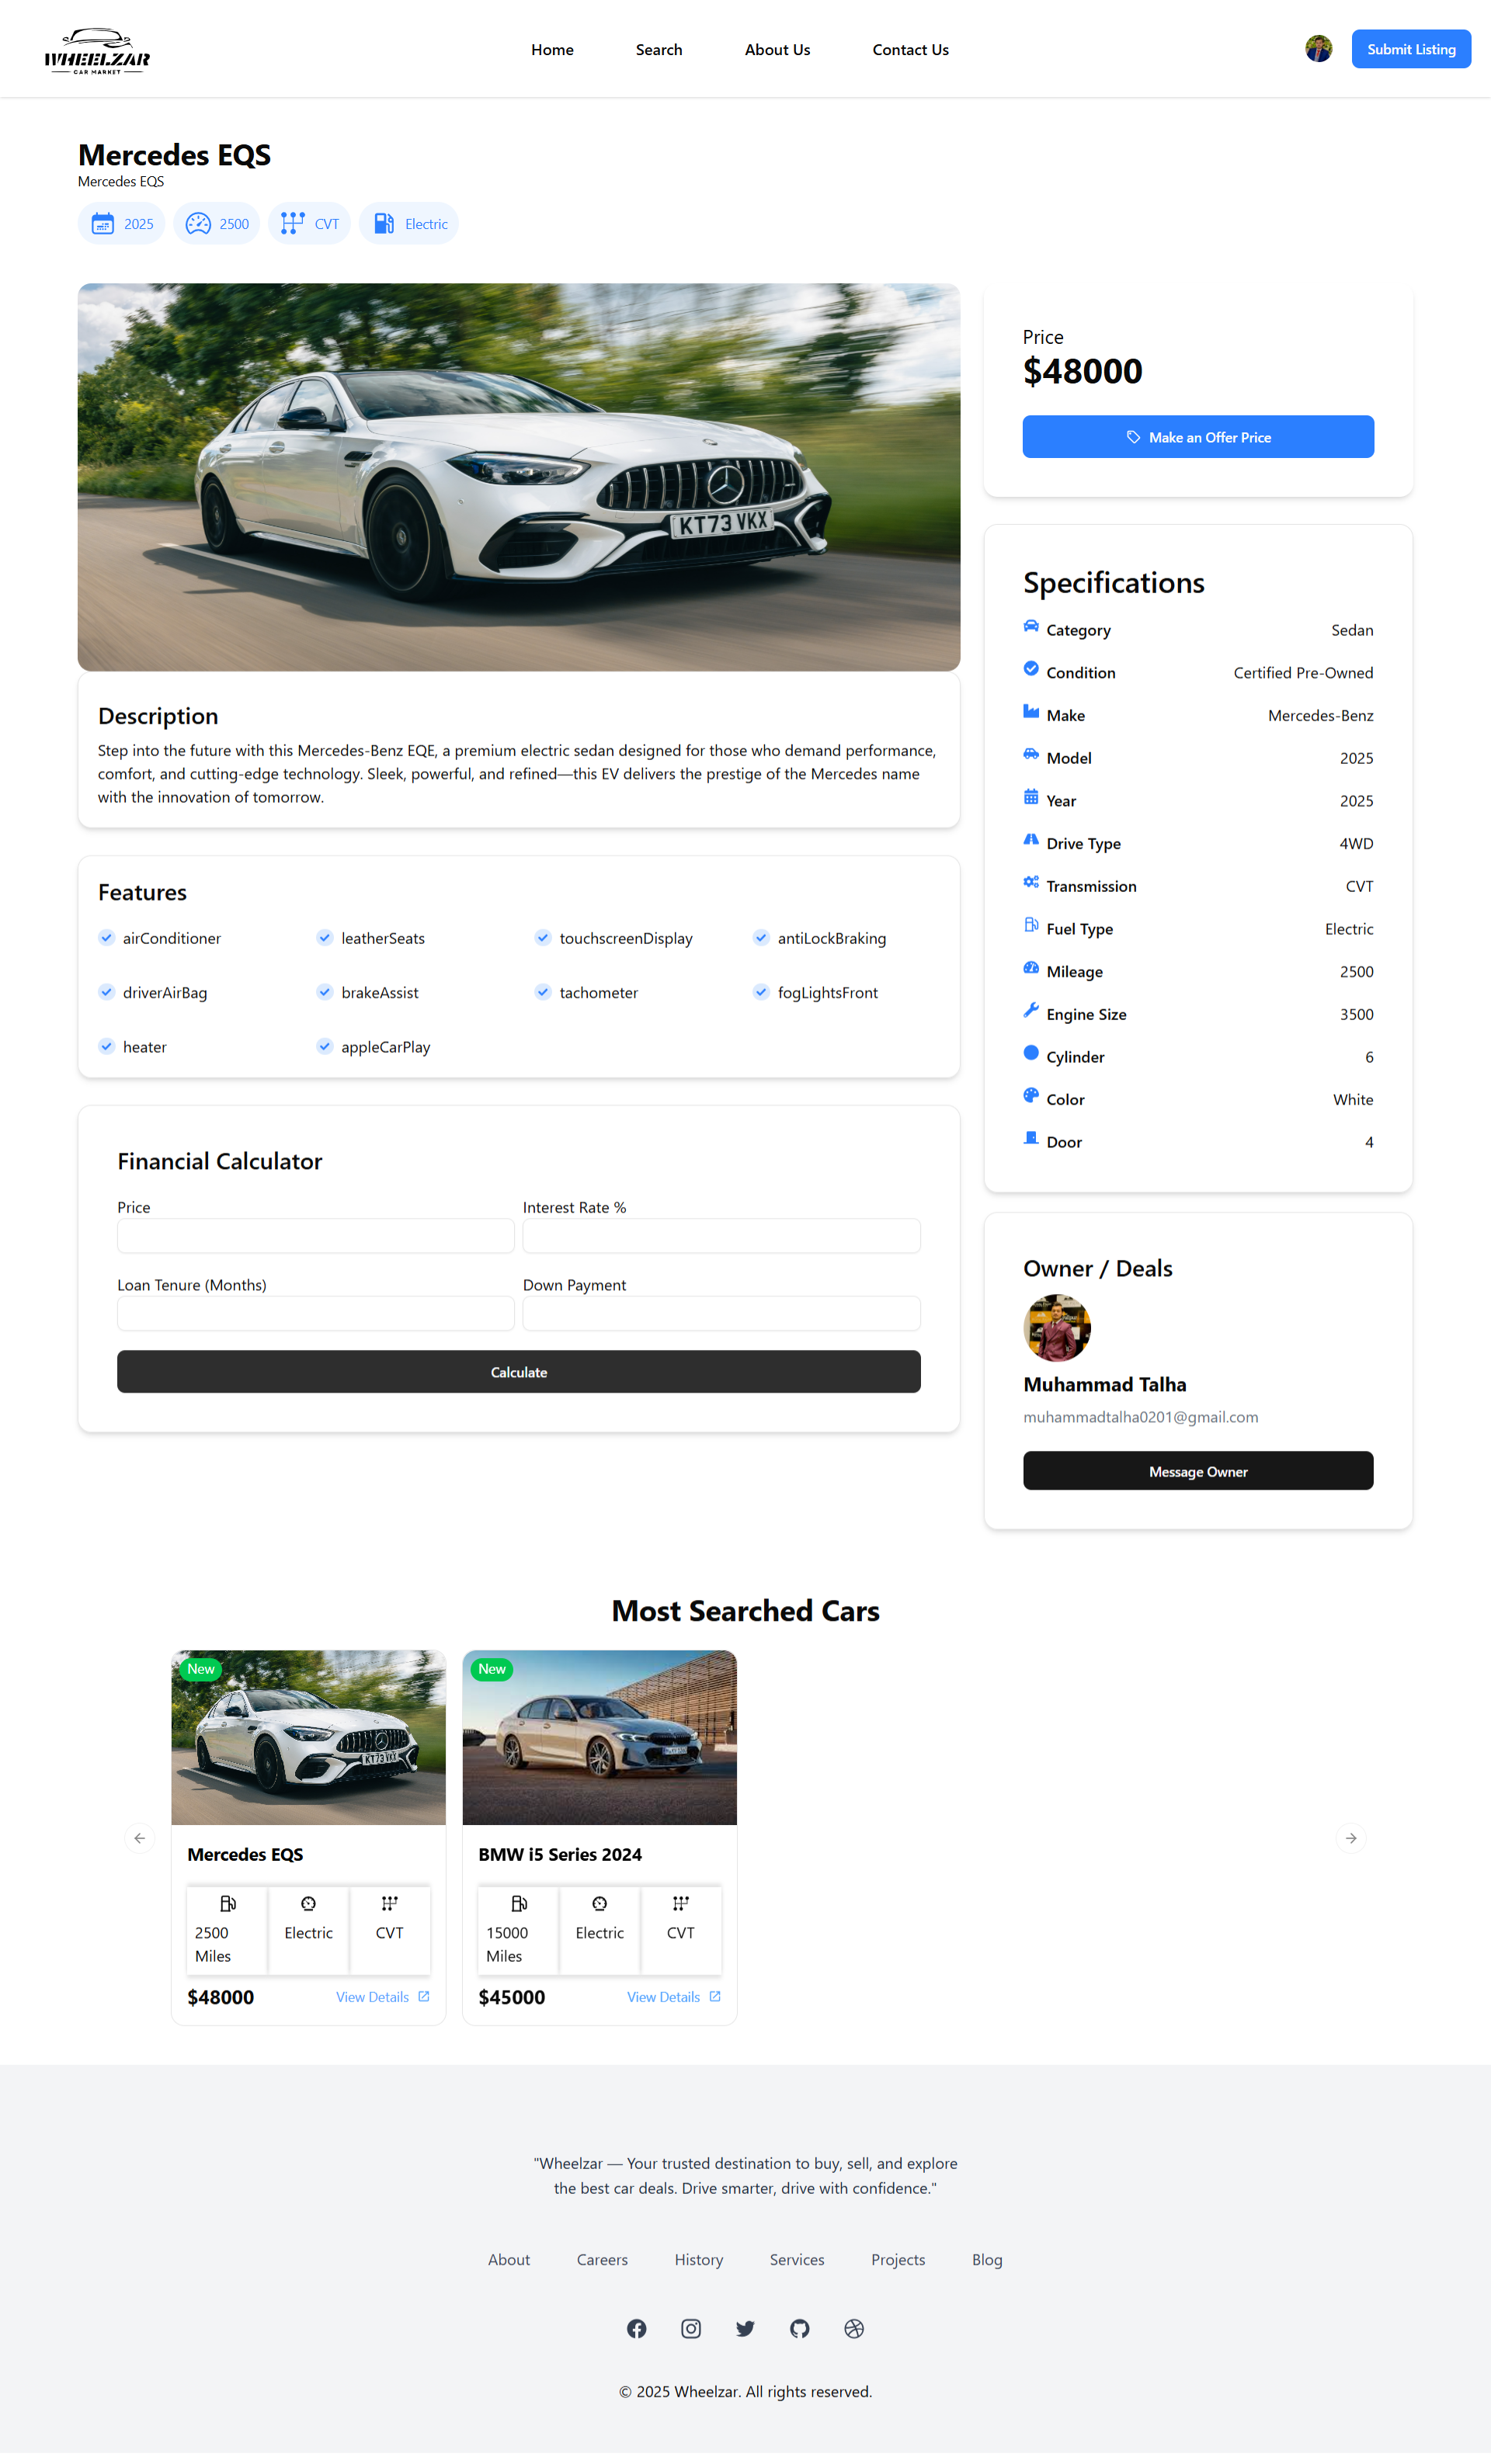 WHEELZAR
CAR MARKET
Home
Search
About Us
Contact Us
Submit Listing
Mercedes EQS
Mercedes EQS
2025
2500
CVT
Electric
KT73 VKX
Price
$48000
Make an Offer Price
Description
Step into the future with this Mercedes-Benz EQE, a premium electric sedan designed for those who demand performance,
comfort, and cutting-edge technology. Sleek, powerful, and refined—this EV delivers the prestige of the Mercedes name
with the innovation of tomorrow.
Features
airConditioner
leatherSeats
touchscreenDisplay
antiLockBraking
driverAirBag
brakeAssist
tachometer
fogLightsFront
heater
appleCarPlay
Financial Calculator
Price
Interest Rate %
Loan Tenure (Months)
Down Payment
Calculate
Specifications
Category Sedan
Condition Certified Pre-Owned
Make Mercedes-Benz
Model 2025
Year 2025
Drive Type 4WD
Transmission CVT
Fuel Type Electric
Mileage 2500
Engine Size 3500
Cylinder 6
Color White
Door 4
Owner / Deals
Muhammad Talha
muhammadtalha0201@gmail.com
Message Owner
Most Searched Cars
New
KT73 VKX
Mercedes EQS
2500
Miles
Electric
CVT
$48000
View Details
New
BMW i5 Series 2024
15000
Miles
Electric
CVT
$45000
View Details
"Wheelzar — Your trusted destination to buy, sell, and explore
the best car deals. Drive smarter, drive with confidence."
About
Careers
History
Services
Projects
Blog
© 2025 Wheelzar. All rights reserved.